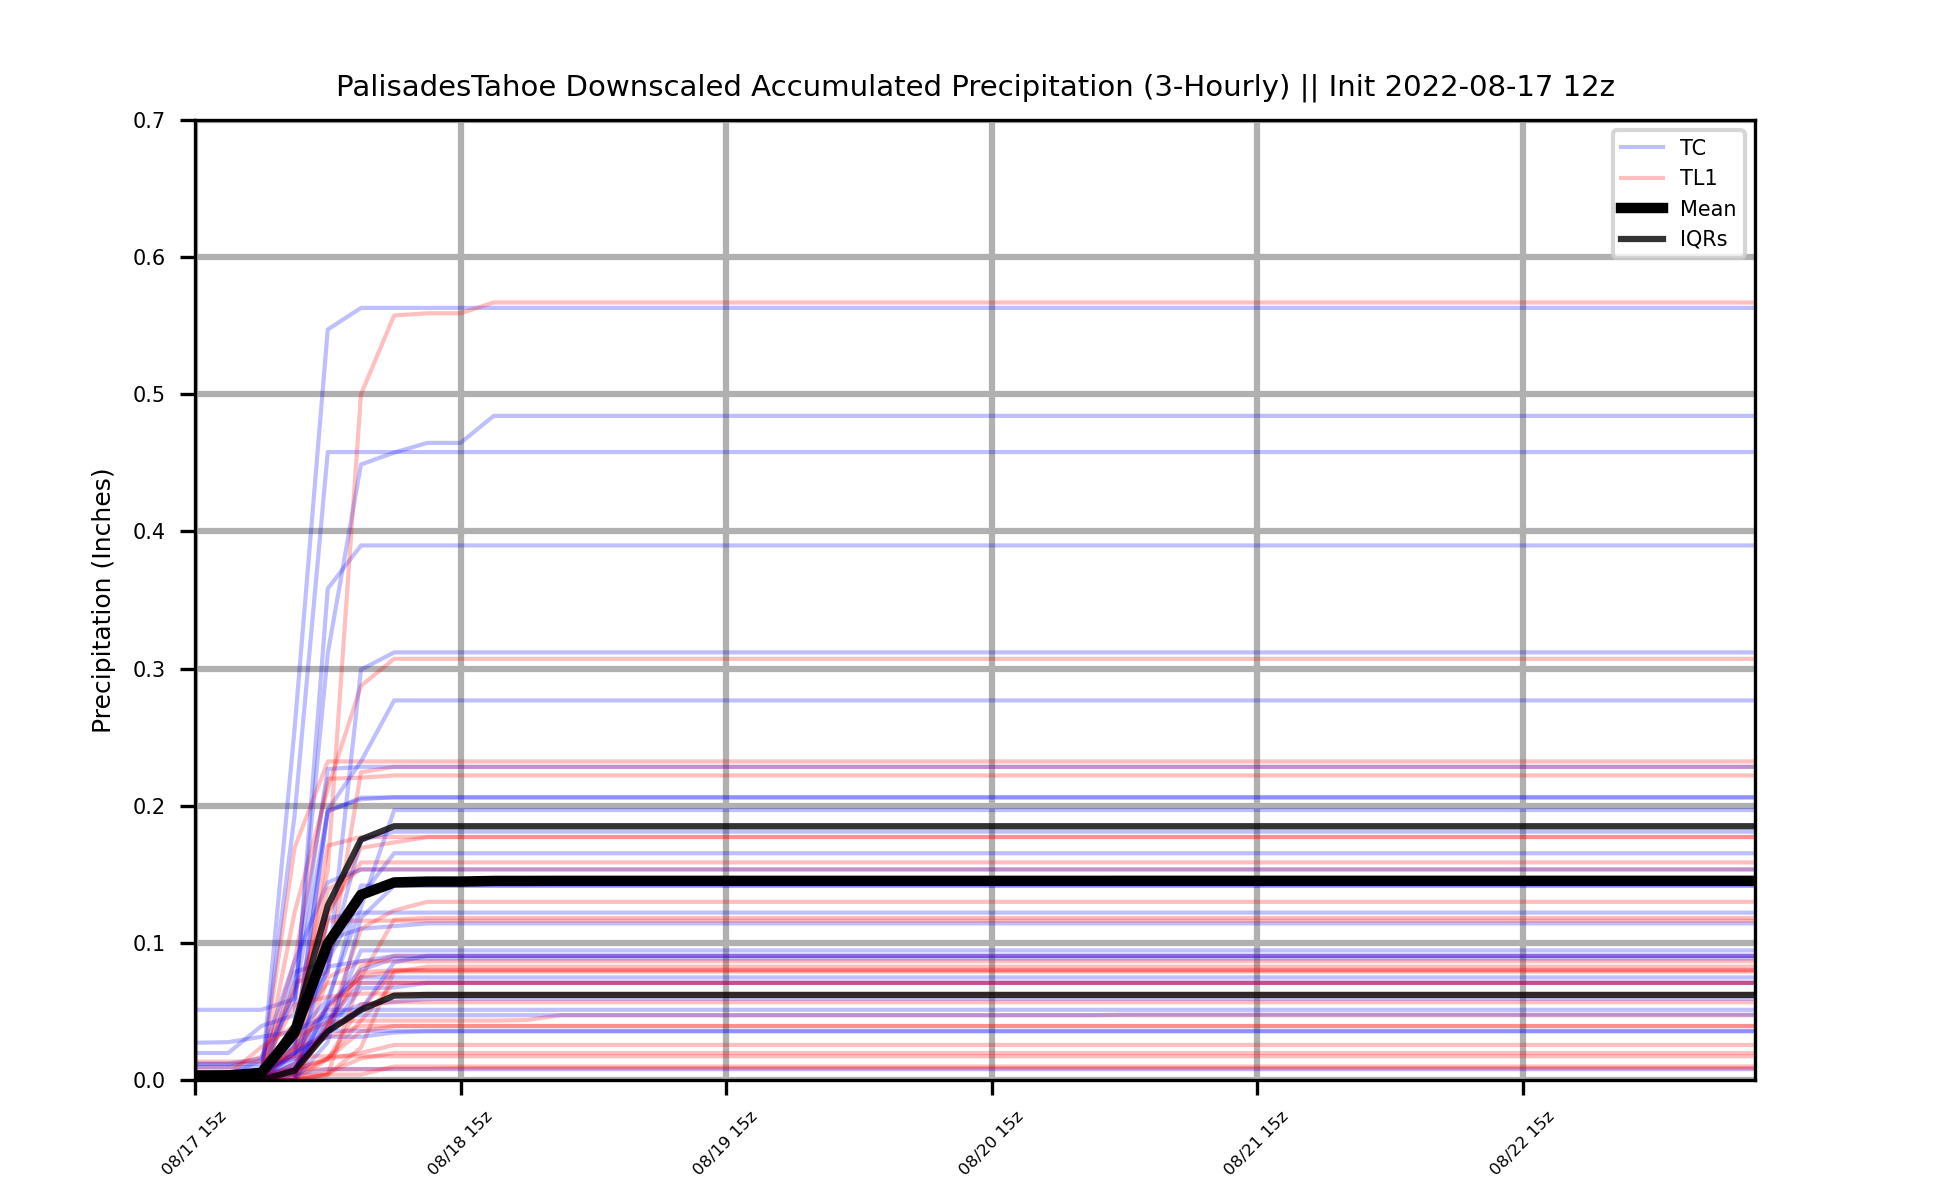 PalisadesTahoe Downscaled Accumulated Precipitation (3-Hourly) || Init 2022-08-17 12z
0.7
0.6
0.5
0.4
0.3
0.2
0.1
0.0
Precipitation (Inches)
TC
TL1
Mean
IQRs
08/17 15z
08/18 15z
08/19 15z
08/20 15z
08/21 15z
08/22 15z